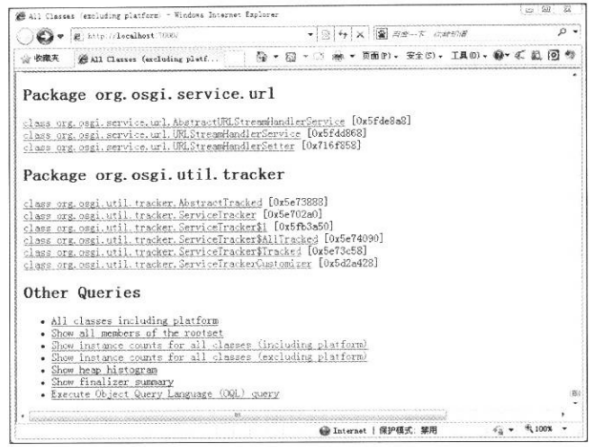 All Classes (excluding platform) - Windows Internet Explorer
http://localhost:7000/
百度一下
收藏夹 All Classes (excluding platf... 页面(P) 安全(S) 工具(O)
Package org.osgi.service.url
class org.osgi.service.url.AbstractURLStreamHandlerService [0x5fde8a8]
class org.osgi.service.url.URLStreamHandlerService [0x5fdd868]
class org.osgi.service.url.URLStreamHandlerSetter [0x716f858]
Package org.osgi.util.tracker
class org.osgi.util.tracker.AbstractTracked [0x5e73888]
class org.osgi.util.tracker.ServiceTracker [0x5e702a0]
class org.osgi.util.tracker.ServiceTracker$1 [0x5fb3a50]
class org.osgi.util.tracker.ServiceTracker$AllTracked [0x5e74090]
class org.osgi.util.tracker.ServiceTracker$Tracked [0x5e73c58]
class org.osgi.util.tracker.ServiceTrackerCustomizer [0x5d2a428]
Other Queries
• All classes including platform
• Show all members of the rootset
• Show instance counts for all classes (including platform)
• Show instance counts for all classes (excluding platform)
• Show heap histogram
• Show finalizer summary
• Execute Object Query Language (OQL) query
Internet | 保护模式: 禁用 100%